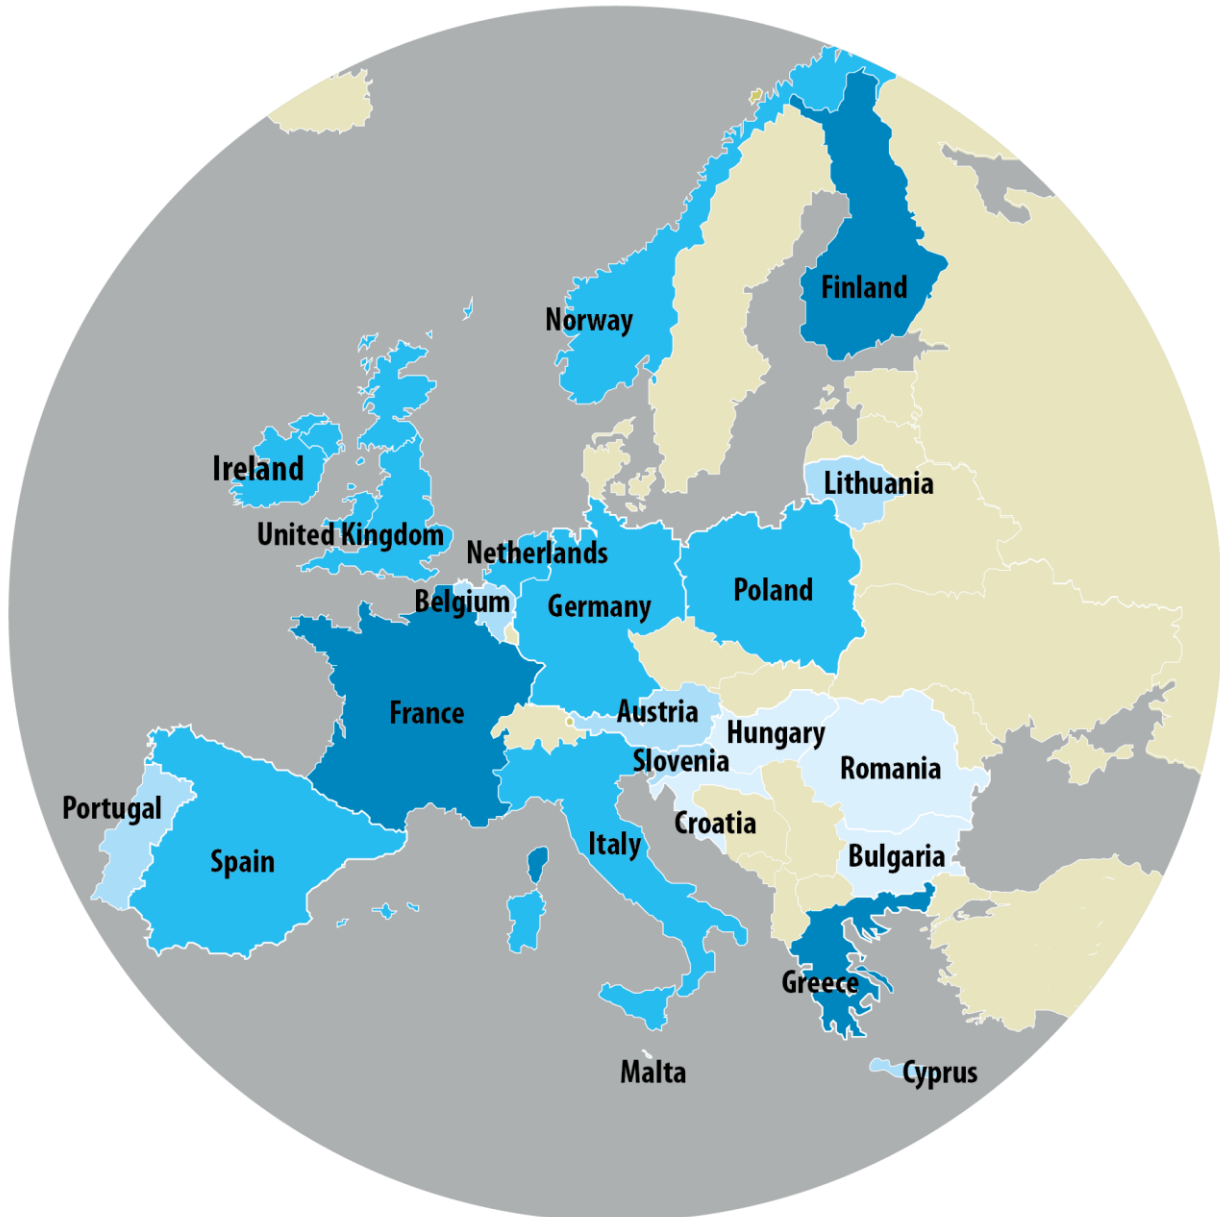 Finland
Norway
Ireland
Lithuania
United Kingdom
Netherlands
Poland
Belgium
Germany
France
Austria
Hungary
Slovenia
Romania
Portugal
Croatia
Italy
Bulgaria
Spain
Greece
Malta
Cyprus